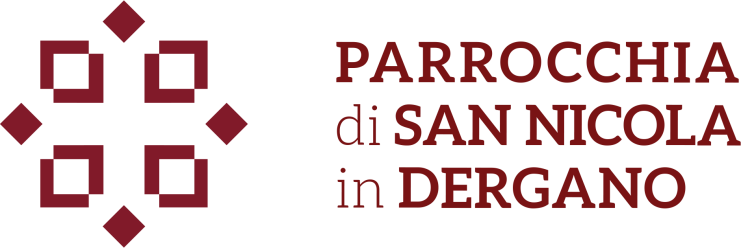 PARROCCHIA
di SAN NICOLA
in DERGANO